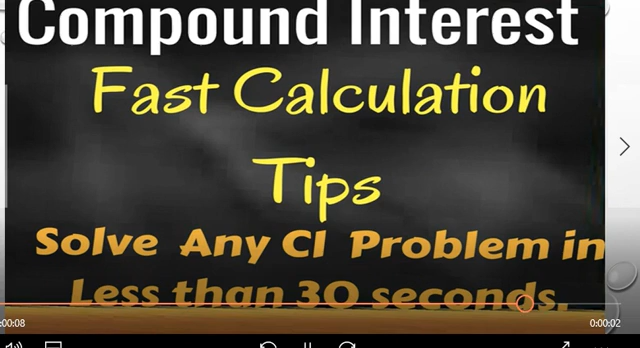 Compound Interest
Fast Calculation
Tips
Solve Any CI Problem in
Less than 30 seconds.
:00:08
0:00:02